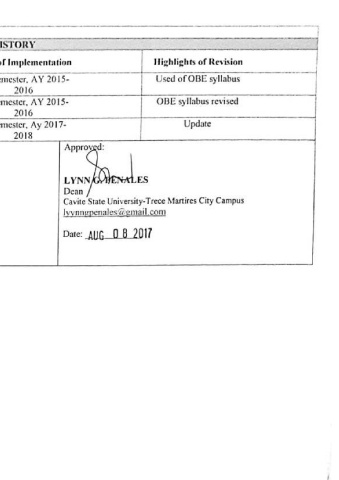 ISTORY
f Implementation Highlights of Revision
mester, AY 2015-
2016
Used of OBE syllabus
mester, AY 2015-
2016
OBE syllabus revised
mester, Ay 2017-
2018
Update
Approved:
LYNN G. PENALES
Dean
Cavite State University-Trece Martires City Campus
lvynngpenales@gmail.com
Date: AUG 08 2017